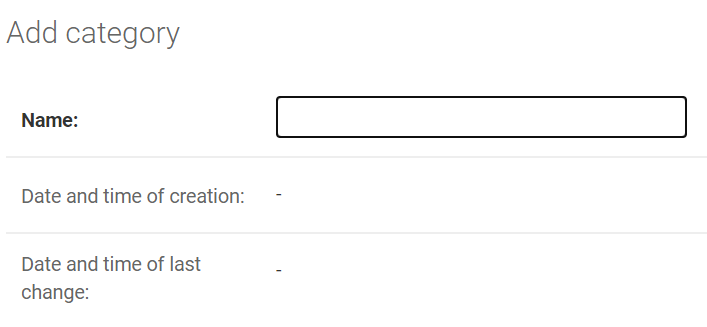 Add category
Name:
Date and time of creation: -
Date and time of last -
change: